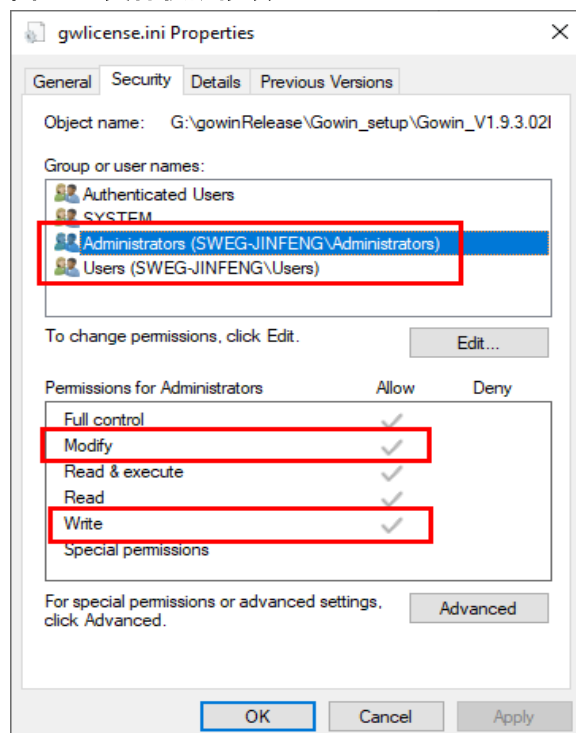 gwlicense.ini Properties
General Security Details Previous Versions
Object name: G:\gowinRelease\Gowin_setup\Gowin_V1.9.3.02
Group or user names:
Authenticated Users
SYSTEM
Administrators (SWEG-JINFENG\Administrators)
Users (SWEG-JINFENG\Users)
To change permissions, click Edit.
Edit...
Permissions for Administrators Allow Deny
Full control
Modify
Read & execute
Read
Write
Special permissions
For special permissions or advanced settings,
click Advanced.
Advanced
OK Cancel Apply